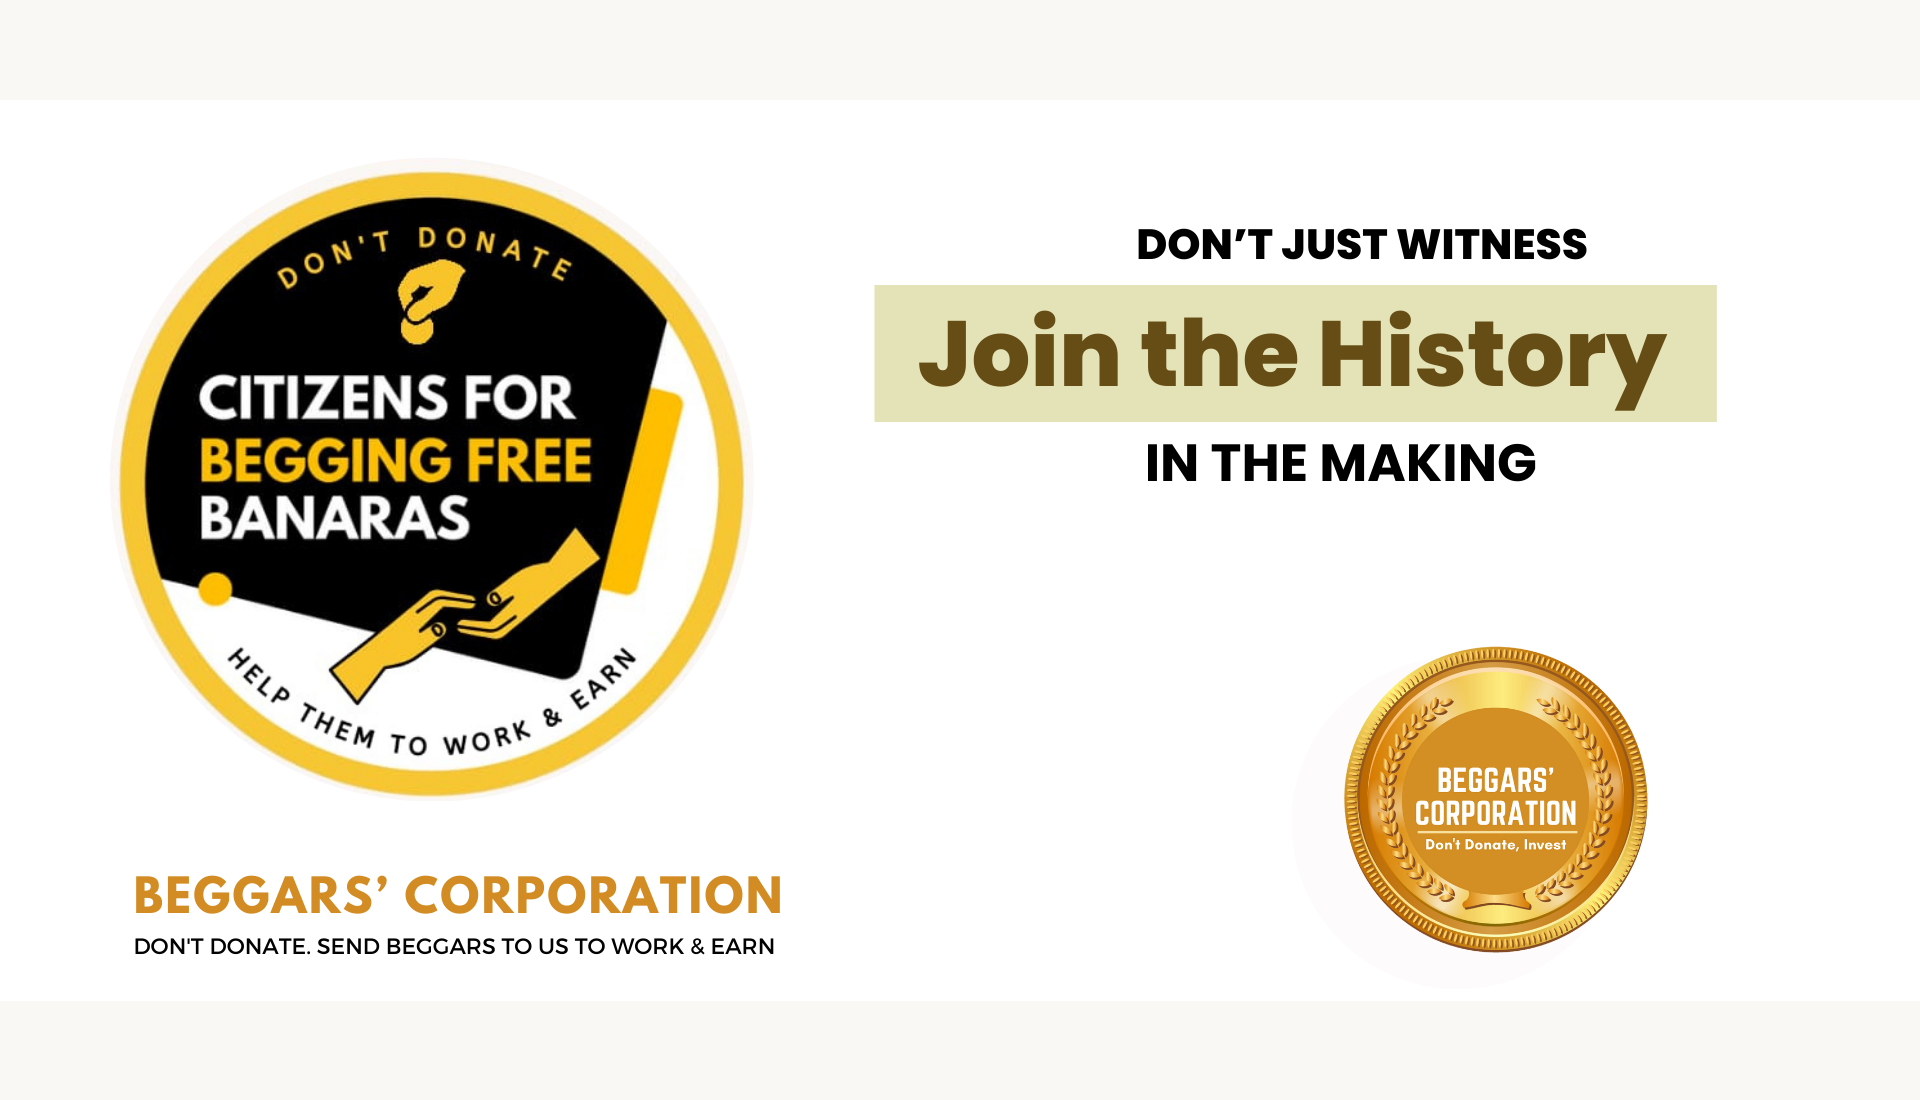 DON'T DONATE
CITIZENS FOR
BEGGING FREE
BANARAS
HELP THEM TO WORK & EARN
BEGGARS’ CORPORATION
DON'T DONATE. SEND BEGGARS TO US TO WORK & EARN
DON’T JUST WITNESS
Join the History
IN THE MAKING
BEGGARS’
CORPORATION
Don't Donate, Invest